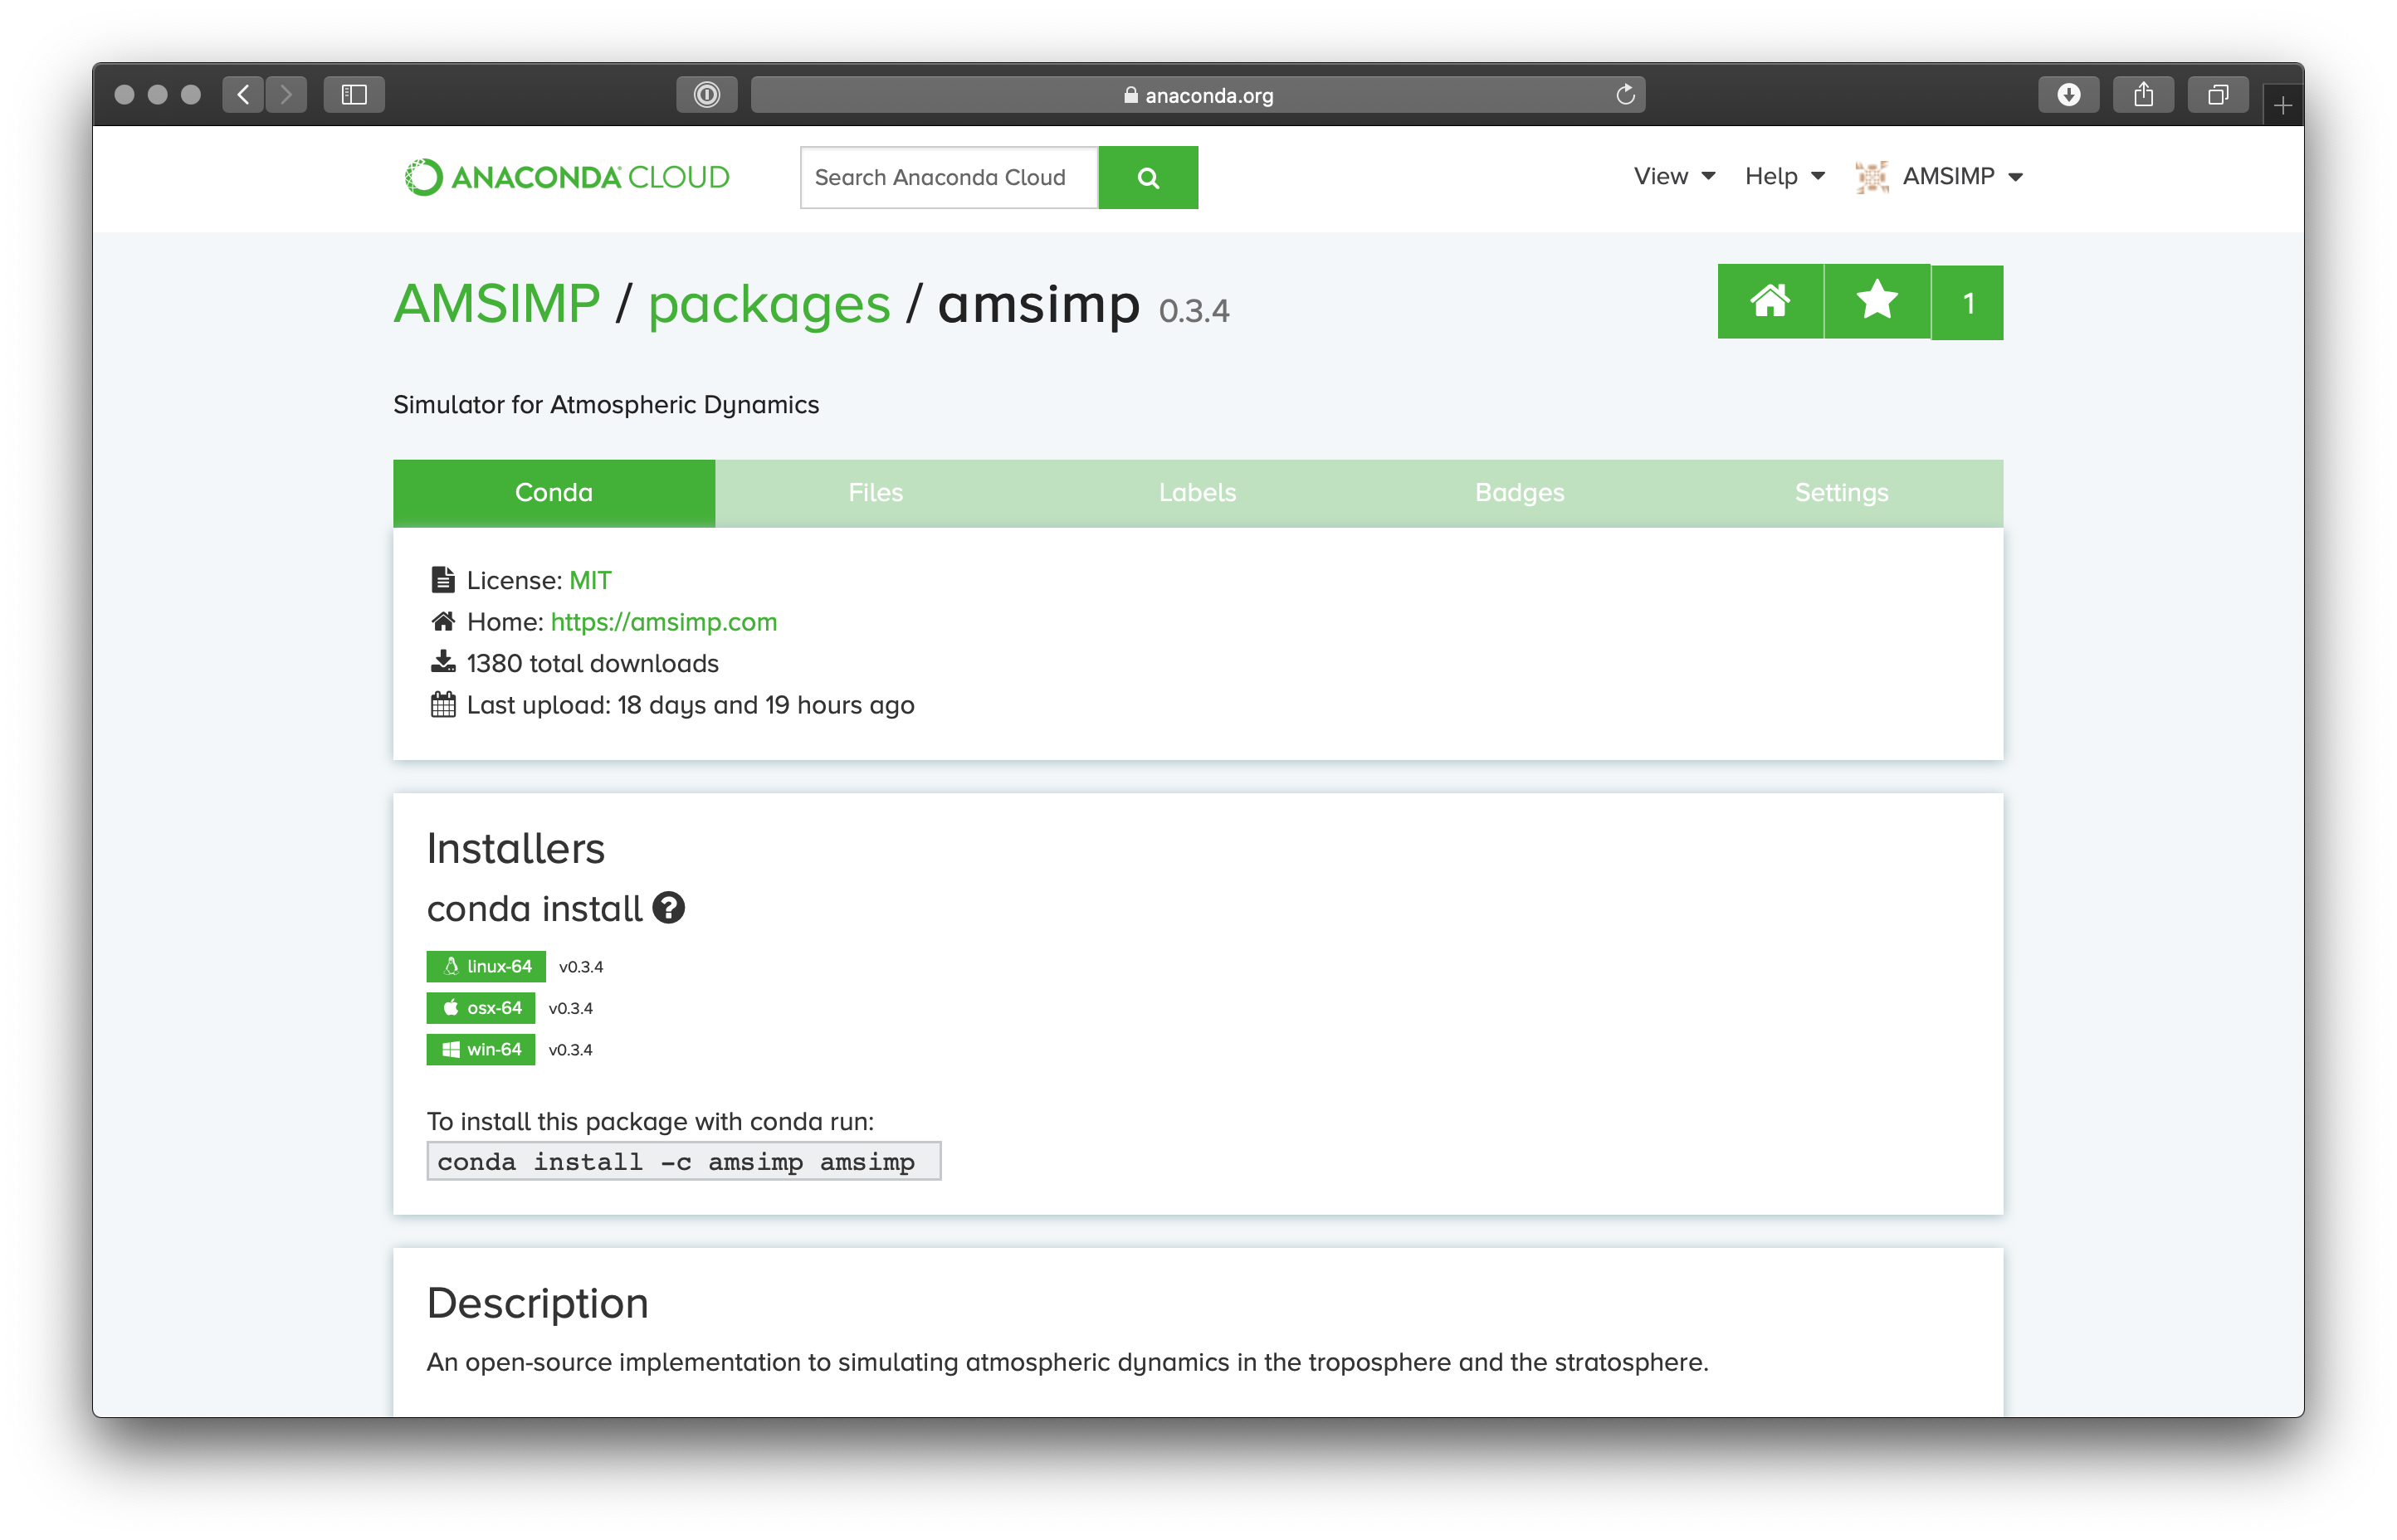 anaconda.org
ANACONDA CLOUD
Search Anaconda Cloud
View
Help
AMSIMP
AMSIMP / packages / amsimp 0.3.4
1
Simulator for Atmospheric Dynamics
Conda
Files
Labels
Badges
Settings
License: MIT
Home: https://amsimp.com
1380 total downloads
Last upload: 18 days and 19 hours ago
Installers
conda install ?
linux-64 v0.3.4
osx-64 v0.3.4
win-64 v0.3.4
To install this package with conda run:
conda install -c amsimp amsimp
Description
An open-source implementation to simulating atmospheric dynamics in the troposphere and the stratosphere.